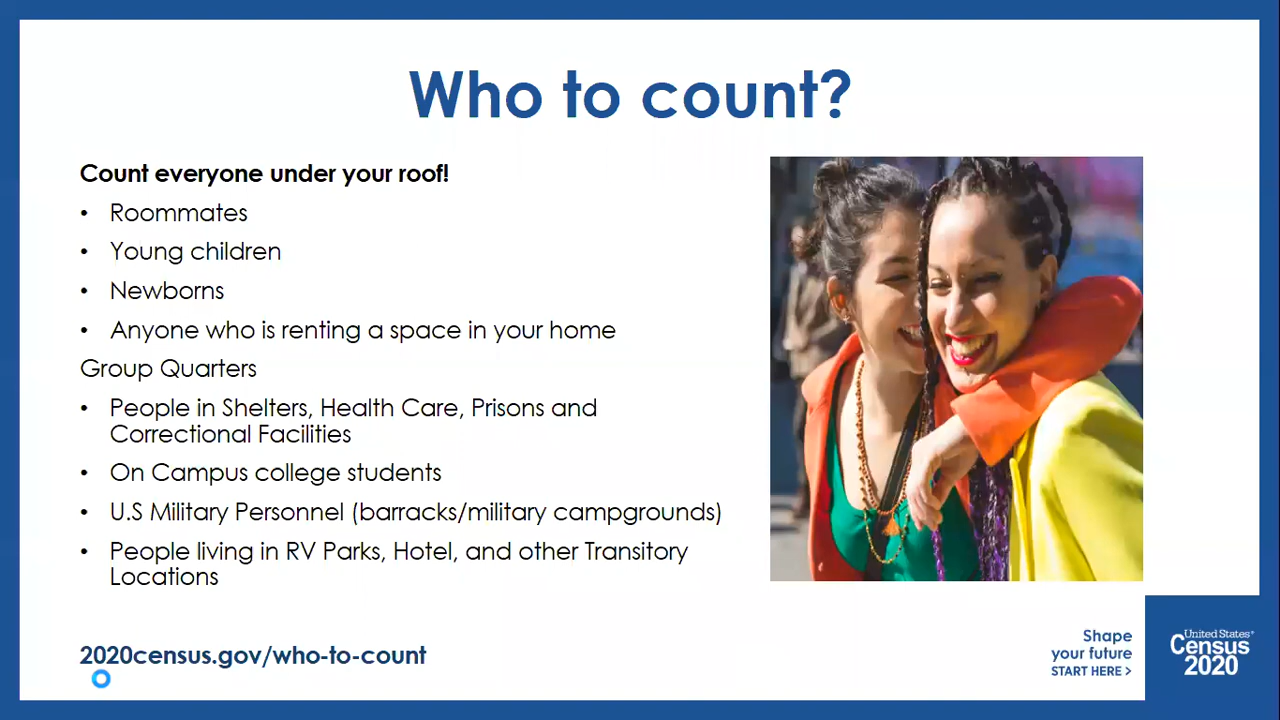 Who to count?
Count everyone under your roof!
• Roommates
• Young children
• Newborns
• Anyone who is renting a space in your home
Group Quarters
• People in Shelters, Health Care, Prisons and
Correctional Facilities
• On Campus college students
• U.S Military Personnel (barracks/military campgrounds)
• People living in RV Parks, Hotel, and other Transitory
Locations
2020census.gov/who-to-count
Shape
your future
START HERE >
United States®
Census
2020